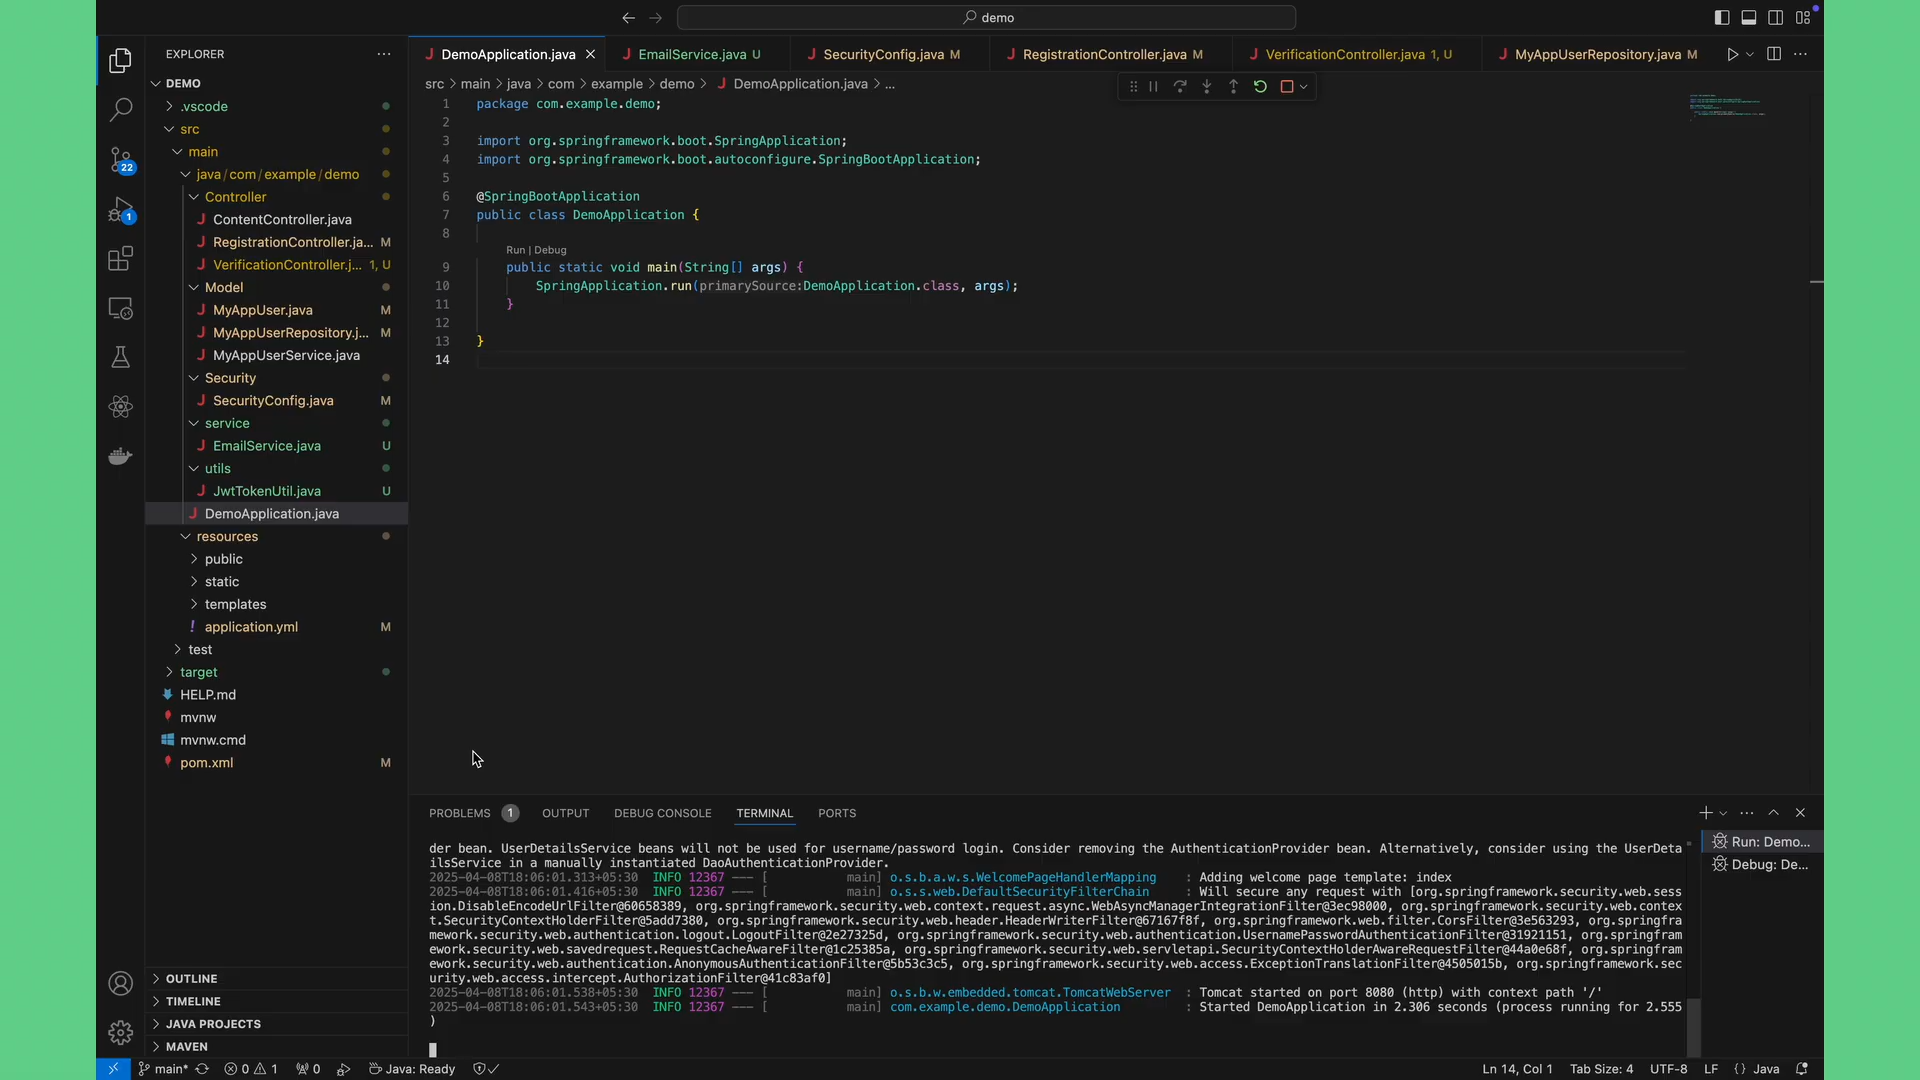 demo
EXPLORER
DEMO
.vscode
src
main
java / com / example / demo
Controller
ContentController.java
RegistrationController.ja... M
VerificationController.j... 1, U
Model
MyAppUser.java M
MyAppUserRepository.j... M
MyAppUserService.java
Security
SecurityConfig.java M
service
EmailService.java U
utils
JwtTokenUtil.java U
DemoApplication.java
resources
public
static
templates
application.yml M
test
target
HELP.md
mvnw
mvnw.cmd
pom.xml M
OUTLINE
TIMELINE
JAVA PROJECTS
MAVEN
22
1
DemoApplication.java EmailService.java U SecurityConfig.java M RegistrationController.java M VerificationController.java 1, U MyAppUserRepository.java M
src > main > java > com > example > demo > DemoApplication.java > ...
1 package com.example.demo;
2
3 import org.springframework.boot.SpringApplication;
4 import org.springframework.boot.autoconfigure.SpringBootApplication;
5
6 @SpringBootApplication
7 public class DemoApplication {
8
Run | Debug
9 public static void main(String[] args) {
10 SpringApplication.run(primarySource:DemoApplication.class, args);
11 }
12
13 }
14
PROBLEMS 1 OUTPUT DEBUG CONSOLE TERMINAL PORTS
der bean. UserDetailsService beans will not be used for username/password login. Consider removing the AuthenticationProvider bean. Alternatively, consider using the UserDeta
ilsService in a manually instantiated DaoAuthenticationProvider.
2025-04-08T18:06:01.313+05:30 INFO 12367 --- [ main] o.s.b.a.w.s.WelcomePageHandlerMapping : Adding welcome page template: index
2025-04-08T18:06:01.416+05:30 INFO 12367 --- [ main] o.s.s.web.DefaultSecurityFilterChain : Will secure any request with [org.springframework.security.web.sess
ion.DisableEncodeUrlFilter@60658389, org.springframework.security.web.context.request.async.WebAsyncManagerIntegrationFilter@3ec98000, org.springframework.security.web.contex
t.SecurityContextHolderFilter@5add7380, org.springframework.security.web.header.HeaderWriterFilter@67167f8f, org.springframework.web.filter.CorsFilter@3e563293, org.springfra
mework.security.web.authentication.logout.LogoutFilter@2e27325d, org.springframework.security.web.authentication.UsernamePasswordAuthenticationFilter@31921151, org.springfram
ework.security.web.savedrequest.RequestCacheAwareFilter@1c25385a, org.springframework.security.web.servletapi.SecurityContextHolderAwareRequestFilter@44a0e68f, org.springfram
ework.security.web.authentication.AnonymousAuthenticationFilter@5b53c3c5, org.springframework.security.web.access.ExceptionTranslationFilter@4505015b, org.springframework.sec
urity.web.access.intercept.AuthorizationFilter@41c83af0]
2025-04-08T18:06:01.538+05:30 INFO 12367 --- [ main] o.s.b.w.embedded.tomcat.TomcatWebServer : Tomcat started on port 8080 (http) with context path '/'
2025-04-08T18:06:01.543+05:30 INFO 12367 --- [ main] com.example.demo.DemoApplication : Started DemoApplication in 2.306 seconds (process running for 2.555
)
Run: Demo...
Debug: De...
main* 0 1 0 Java: Ready Ln 14, Col 1 Tab Size: 4 UTF-8 LF {} Java